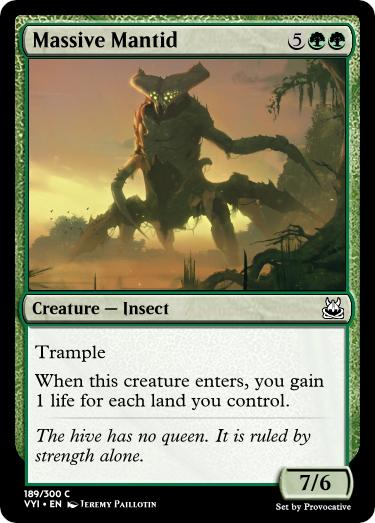 Massive Mantid 5
Creature — Insect
Trample
When this creature enters, you gain
1 life for each land you control.
The hive has no queen. It is ruled by
strength alone.
7/6
189/300 C
VYI • EN Jeremy Paillotin
Set by Provocative